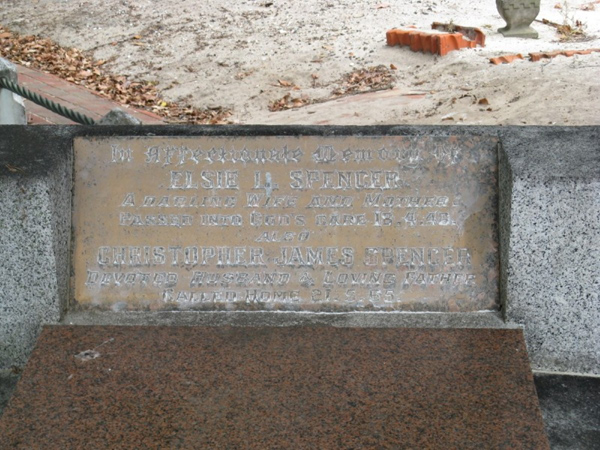 In Affectionate Memory of
ELSIE SPENCER
A DARLING WIFE AND MOTHER
PASSED INTO GOD'S CARE 18.4.40.
ALSO
CHRISTOPHER JAMES SPENCER
DEVOTED HUSBAND & LOVING FATHER
CALLED HOME